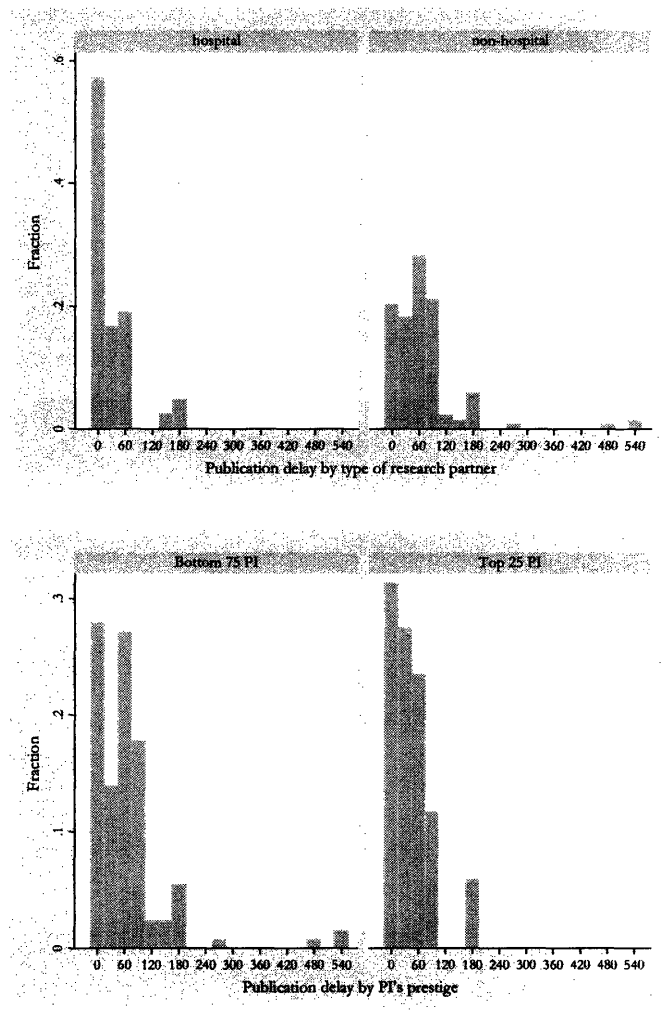 hospital non-hospital
.6
.4
.2
0
Fraction
0 60 120 180 240 300 360 420 480 540 0 60 120 180 240 300 360 420 480 540
Publication delay by type of research partner
Bottom 75 PI Top 25 PI
.3
.2
.1
0
Fraction
0 60 120 180 240 300 360 420 480 540 0 60 120 180 240 300 360 420 480 540
Publication delay by PI's prestige